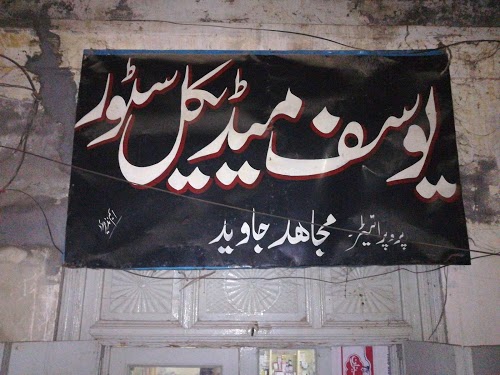 یوسف میڈیکل سٹور
پروپرائیٹر: مجاھد جاوید